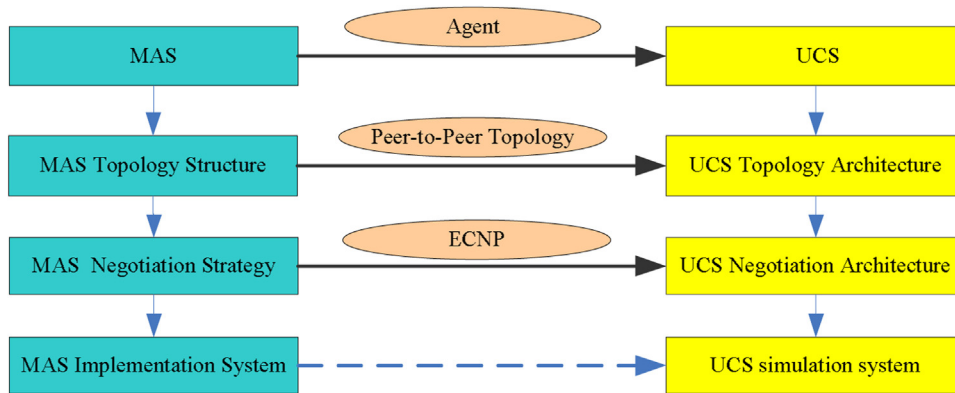 Agent
MAS
UCS
Peer-to-Peer Topology
MAS Topology Structure
UCS Topology Architecture
ECNP
MAS Negotiation Strategy
UCS Negotiation Architecture
MAS Implementation System
UCS simulation system